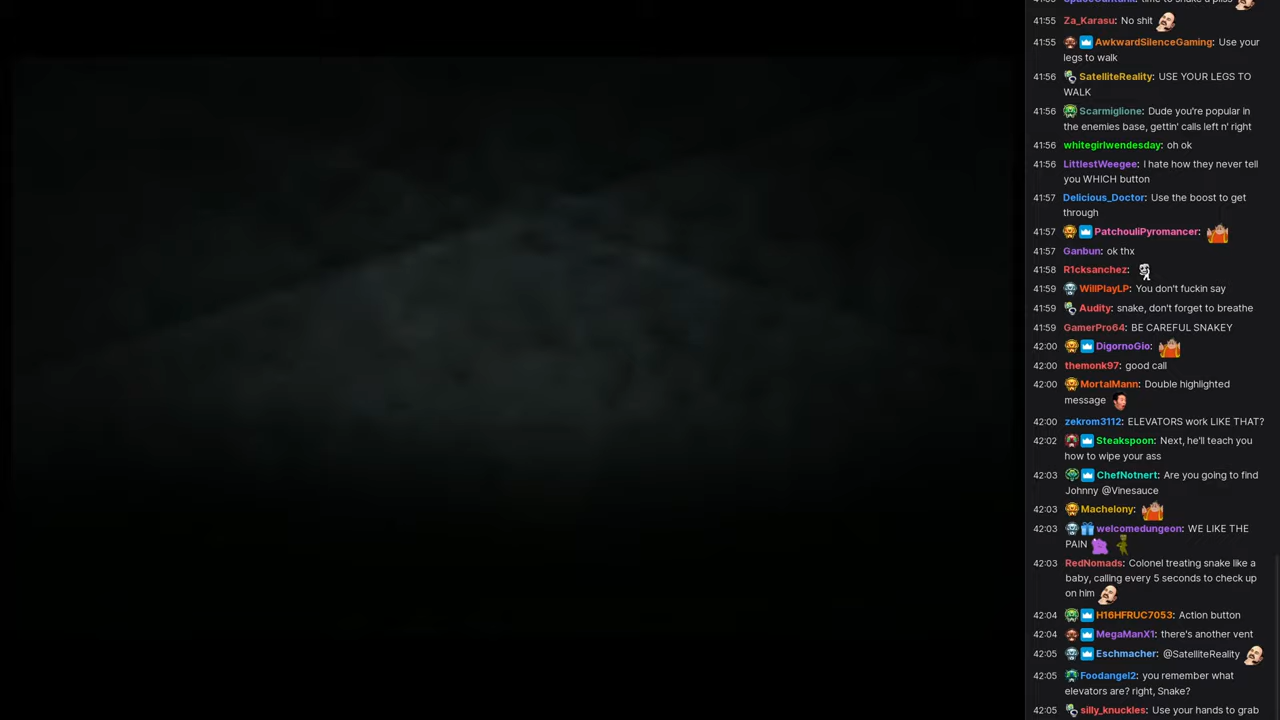 41:55 Za_Karasu: No shit
41:55 AwkwardSilenceGaming: Use your
legs to walk
41:56 SatelliteReality: USE YOUR LEGS TO
WALK
41:56 Scarmiglione: Dude you're popular in
the enemies base, gettin' calls left n' right
41:56 whitegirlwendesday: oh ok
41:56 LittlestWeegee: I hate how they never tell
you WHICH button
41:57 Delicious_Doctor: Use the boost to get
through
41:57 PatchouliPyromancer:
41:57 Ganbun: ok thx
41:58 R1cksanchez:
41:59 WillPlayLP: You don't fuckin say
41:59 Audity: snake, don't forget to breathe
41:59 GamerPro64: BE CAREFUL SNAKEY
42:00 DigornoGio:
42:00 themonk97: good call
42:00 MortalMann: Double highlighted
message
42:00 zekrom3112: ELEVATORS work LIKE THAT?
42:02 Steakspoon: Next, he'll teach you
how to wipe your ass
42:03 ChefNotnert: Are you going to find
Johnny @Vinesauce
42:03 Machelony:
42:03 welcomedungeon: WE LIKE THE
PAIN
42:03 RedNomads: Colonel treating snake like a
baby, calling every 5 seconds to check up
on him
42:04 H16HFRUC7053: Action button
42:04 MegaManX1: there's another vent
42:05 Eschmacher: @SatelliteReality
42:05 Foodangel2: you remember what
elevators are? right, Snake?
42:05 silly_knuckles: Use your hands to grab